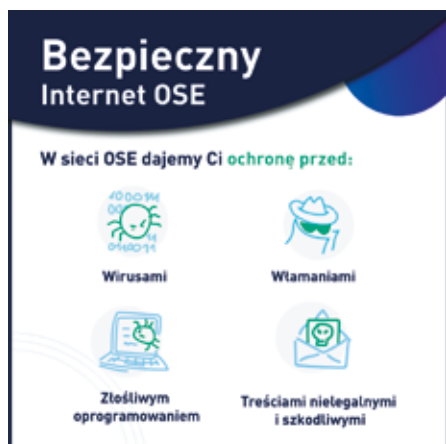 Bezpieczny
Internet OSE
W sieci OSE dajemy Ci ochronę przed:
Wirusami
Włamaniami
Złośliwym
oprogramowaniem
Treściami nielegalnymi
i szkodliwymi